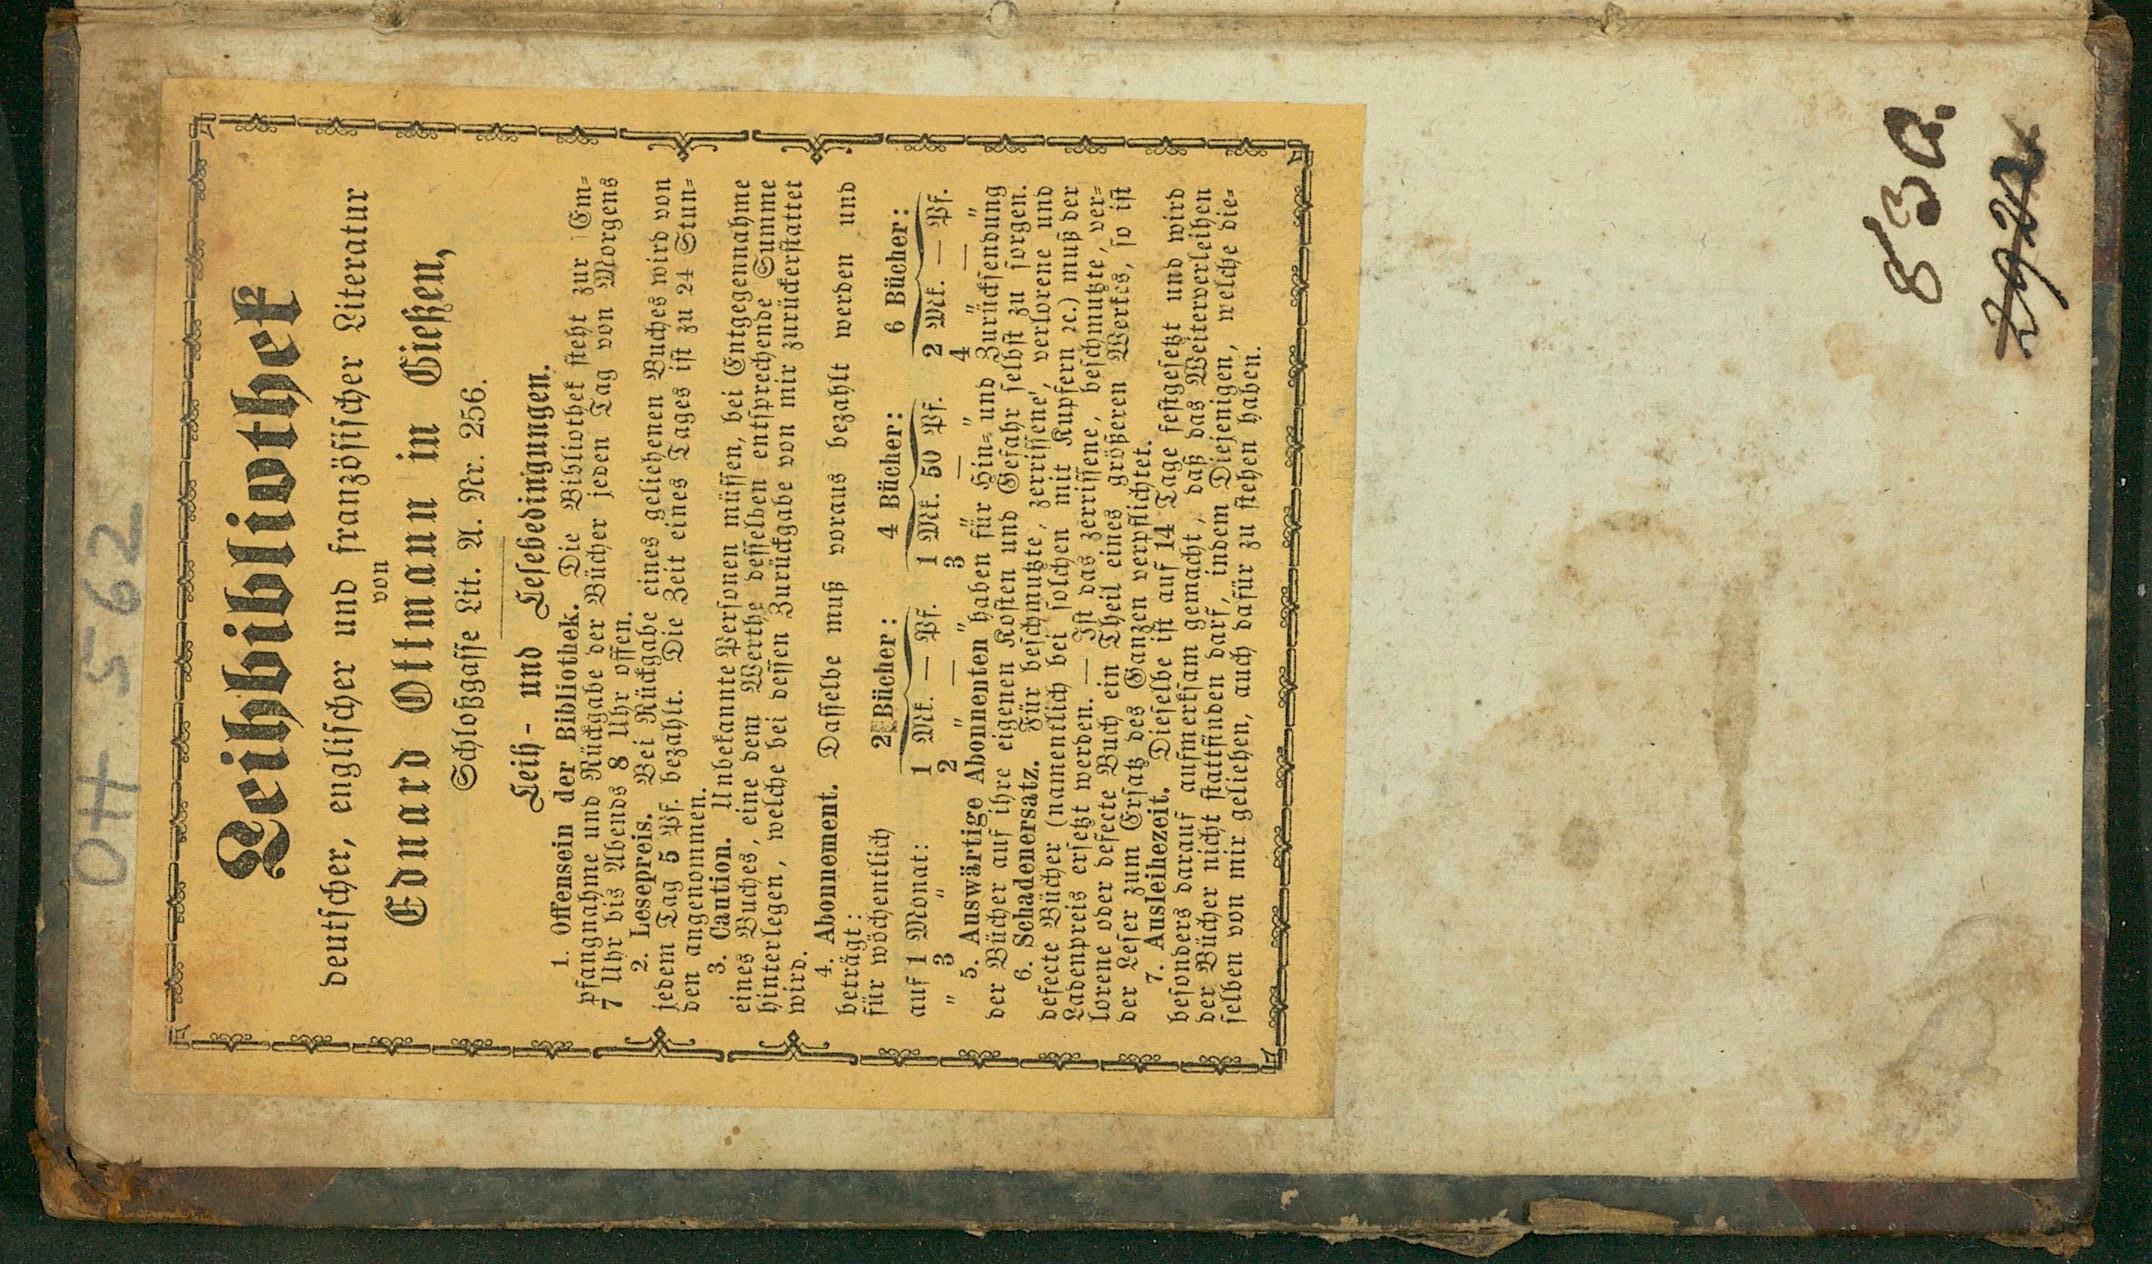 OH 562
Leihbibliothek
deutscher, englischer und französischer Literatur
von
Eduard Ottmann in Gießen,
Schloßgasse Lit. A. Nr. 256.
Leih- und Lesebedingungen.
1. Offensein der Bibliothek. Die Bibliothek steht zur Em-
pfangnahme und Rückgabe der Bücher jeden Tag von Morgens
7 Uhr bis Abends 8 Uhr offen.
2. Lesepreis. Bei Rückgabe eines geliehenen Buches wird von
jedem Tag 5 Pf. bezahlt. Die Zeit eines Tages ist zu 24 Stun-
den angenommen.
3. Caution. Unbekannte Personen müssen, bei Entgegennahme
eines Buches, eine dem Werthe desselben entsprechende Summe
hinterlegen, welche bei dessen Zurückgabe von mir zurückerstattet
wird.
4. Abonnement. Dasselbe muß voraus bezahlt werden und
beträgt:
für wöchentlich 2 Bücher: 4 Bücher: 6 Bücher:
auf 1 Monat: 1 Mk. — Pf. 1 Mk. 50 Pf. 2 Mk. — Pf.
" 3 " 2 " — " 3 " — " 4 " — "
5. Auswärtige Abonnenten haben für Hin- und Zurücksendung
der Bücher auf ihre eigenen Kosten und Gefahr selbst zu sorgen.
6. Schadenersatz. Für beschmutzte, zerrissene, verlorene und
defecte Bücher (namentlich bei solchen mit Kupfern ꝛc.) muß der
Ladenpreis ersetzt werden. — Ist das zerrissene, beschmutzte, ver-
lorene oder defecte Buch ein Theil eines größeren Werkes, so ist
der Leser zum Ersatz des Ganzen verpflichtet.
7. Ausleihezeit. Dieselbe ist auf 14 Tage festgesetzt und wird
besonders darauf aufmerksam gemacht, daß das Weiterverleihen
der Bücher nicht stattfinden darf, indem Diejenigen, welche die-
selben von mir geliehen, auch dafür zu stehen haben.
83a.